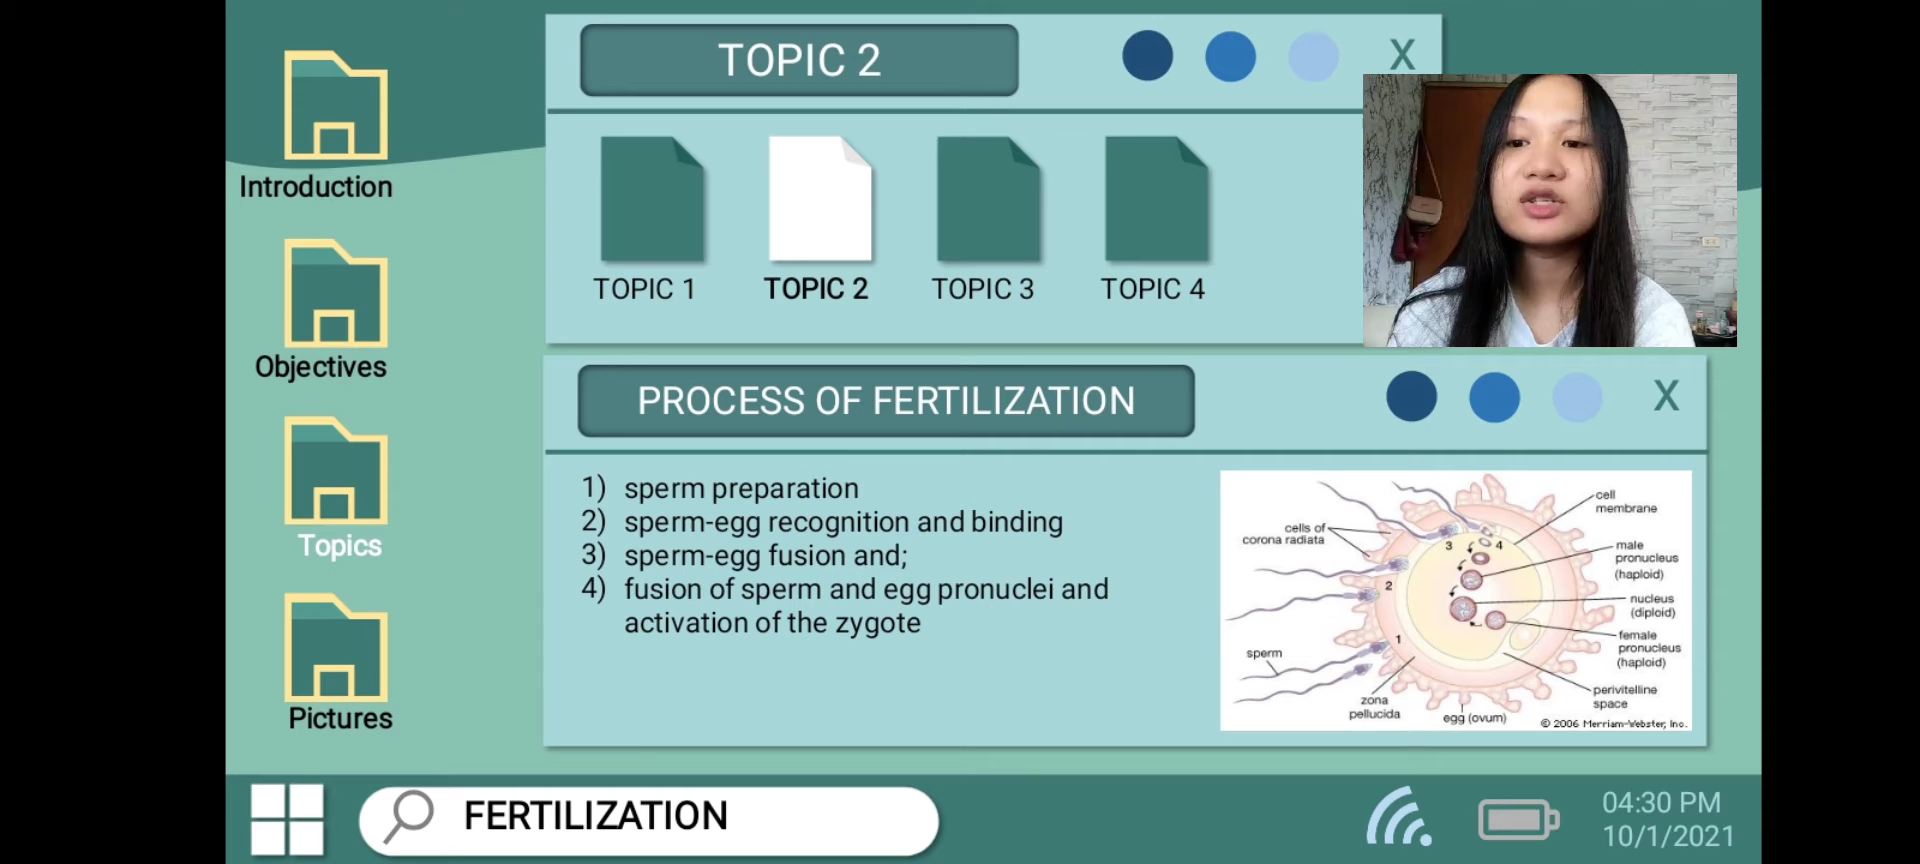 TOPIC 2
X
Introduction
TOPIC 1
TOPIC 2
TOPIC 3
TOPIC 4
Objectives
PROCESS OF FERTILIZATION
X
1) sperm preparation
2) sperm-egg recognition and binding
3) sperm-egg fusion and;
4) fusion of sperm and egg pronuclei and
activation of the zygote
Topics
Pictures
cell
membrane
cells of
corona radiata
3
4
male
pronucleus
(haploid)
2
nucleus
(diploid)
1
female
pronucleus
(haploid)
sperm
perivitelline
space
zona
pellucida
egg (ovum)
© 2006 Merriam-Webster, Inc.
FERTILIZATION
04:30 PM
10/1/2021